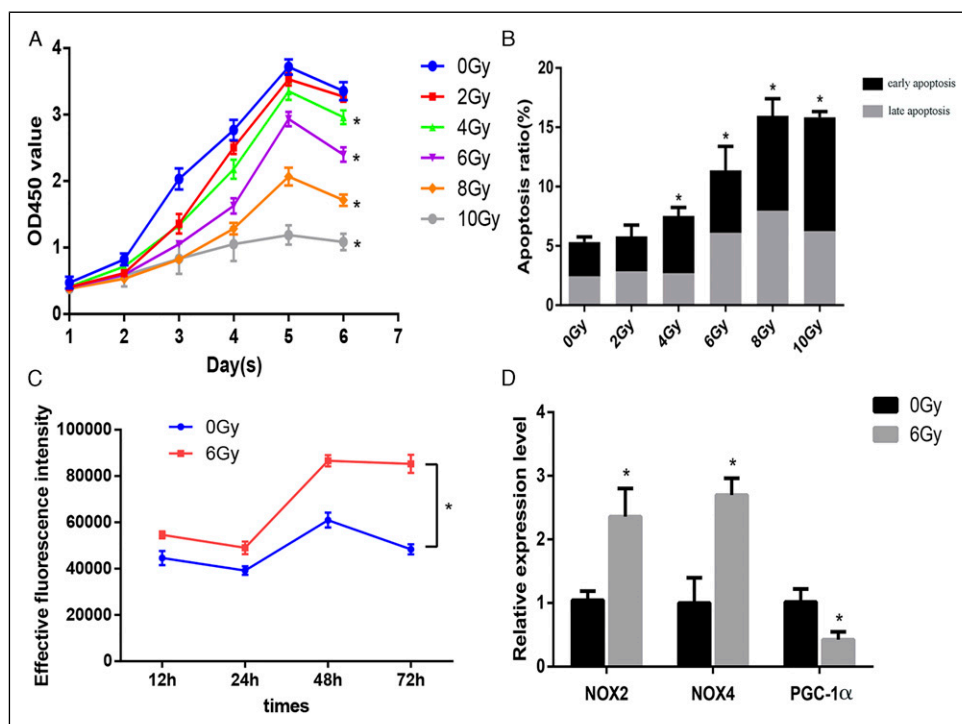 A
OD450 value
4
3
2
1
0
1 2 3 4 5 6 7
Day(s)
0Gy
2Gy
4Gy
6Gy
8Gy
10Gy
*
*
*
*
B
Apoptosis ratio(%)
20
15
10
5
0
* * * *
0Gy 2Gy 4Gy 6Gy 8Gy 10Gy
early apoptosis
late apoptosis
C
Effective fluorescence intensity
100000
80000
60000
40000
20000
0
12h 24h 48h 72h
times
0Gy
6Gy
*
D
Relative expression level
4
3
2
1
0
* * *
NOX2 NOX4 PGC-1α
0Gy
6Gy